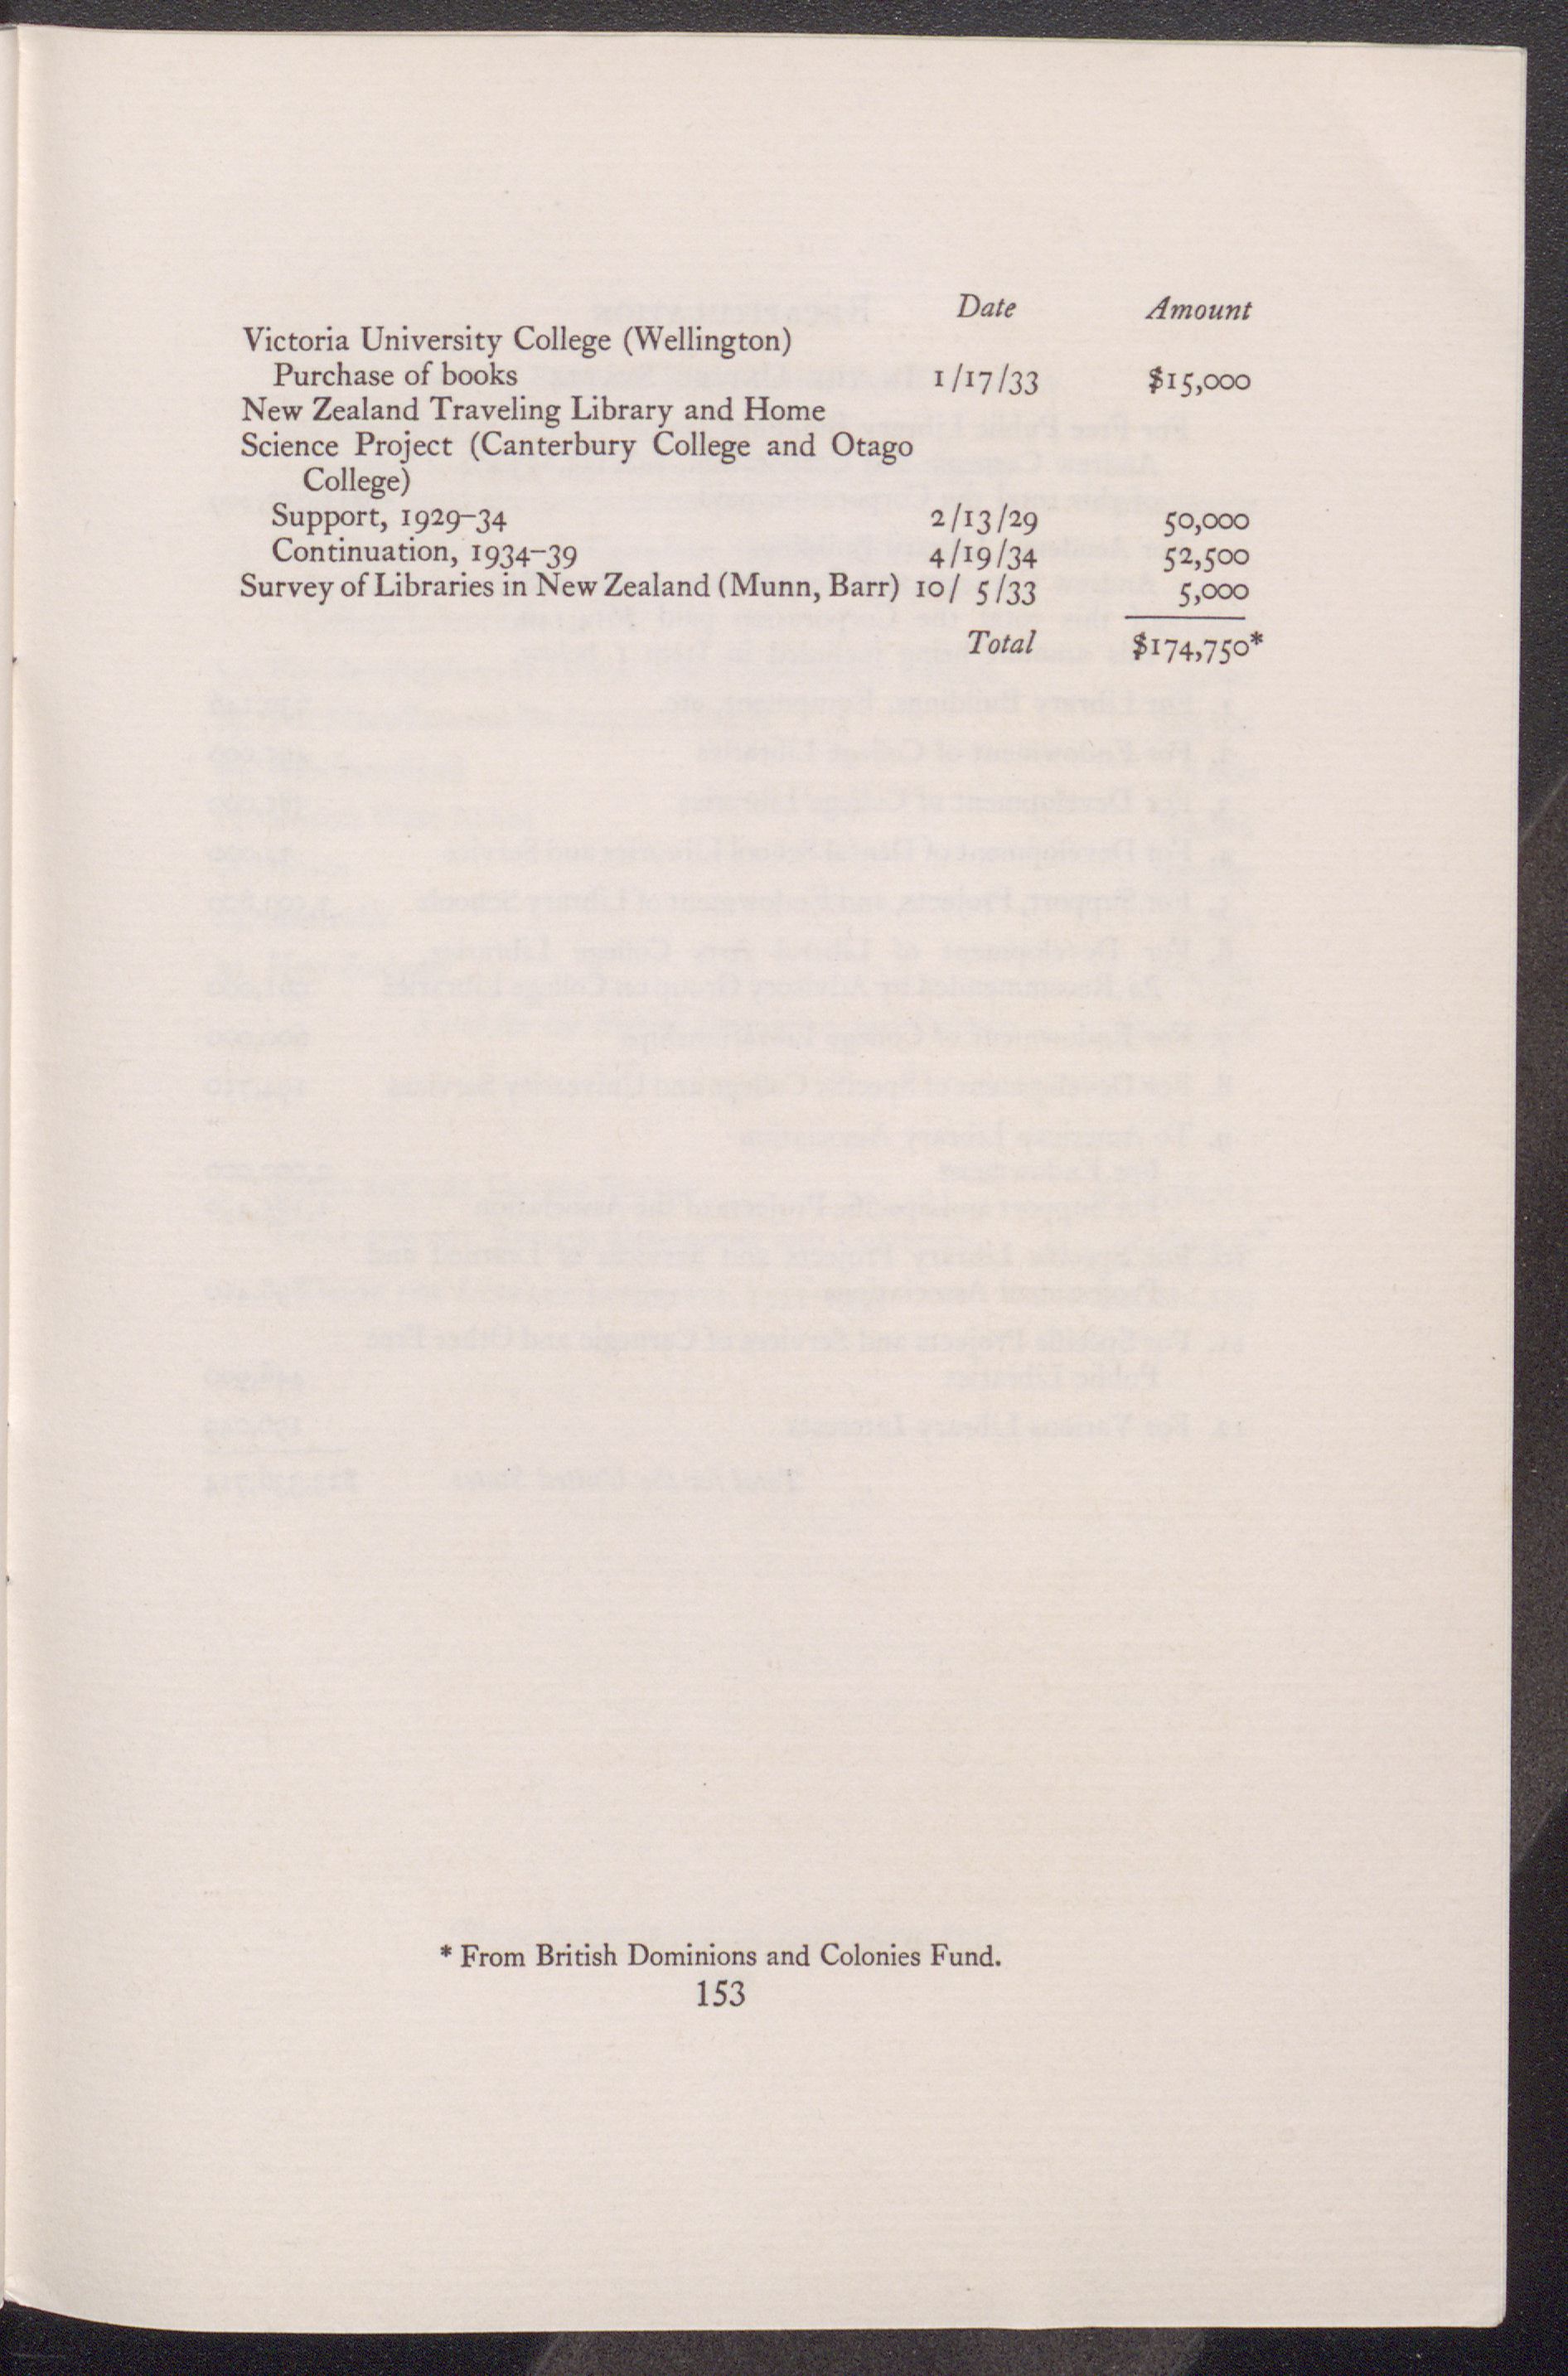 Date Amount
Victoria University College (Wellington)
Purchase of books 1/17/33 $15,000
New Zealand Traveling Library and Home
Science Project (Canterbury College and Otago
College)
Support, 1929–34 2/13/29 50,000
Continuation, 1934–39 4/19/34 52,500
Survey of Libraries in New Zealand (Munn, Barr) 10/ 5/33 5,000
Total $174,750*
* From British Dominions and Colonies Fund.
153